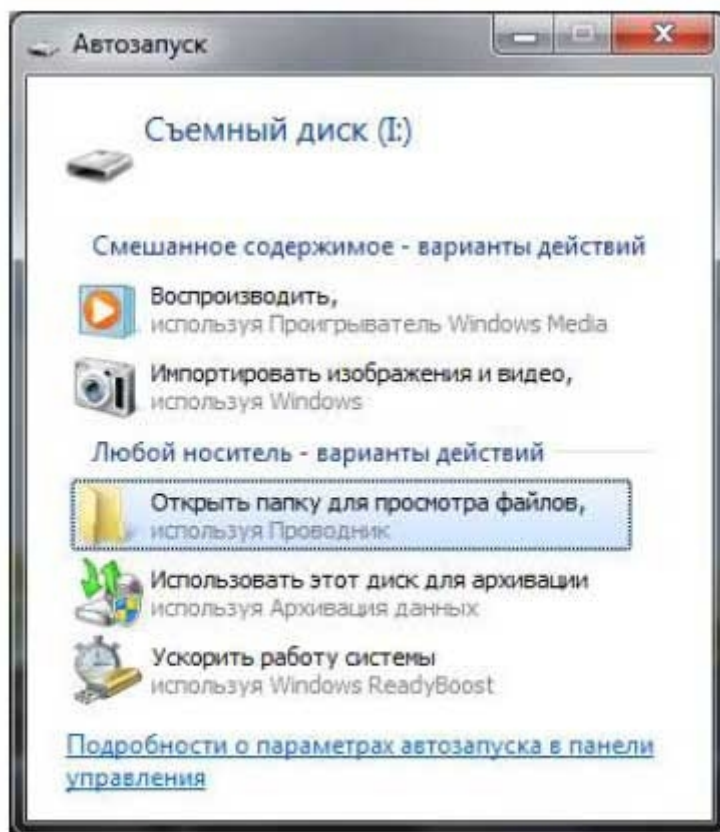 Автозапуск
Съемный диск (I:)
Смешанное содержимое - варианты действий
Воспроизводить,
используя Проигрыватель Windows Media
Импортировать изображения и видео,
используя Windows
Любой носитель - варианты действий
Открыть папку для просмотра файлов,
используя Проводник
Использовать этот диск для архивации
используя Архивация данных
Ускорить работу системы
используя Windows ReadyBoost
Подробности о параметрах автозапуска в панели
управления